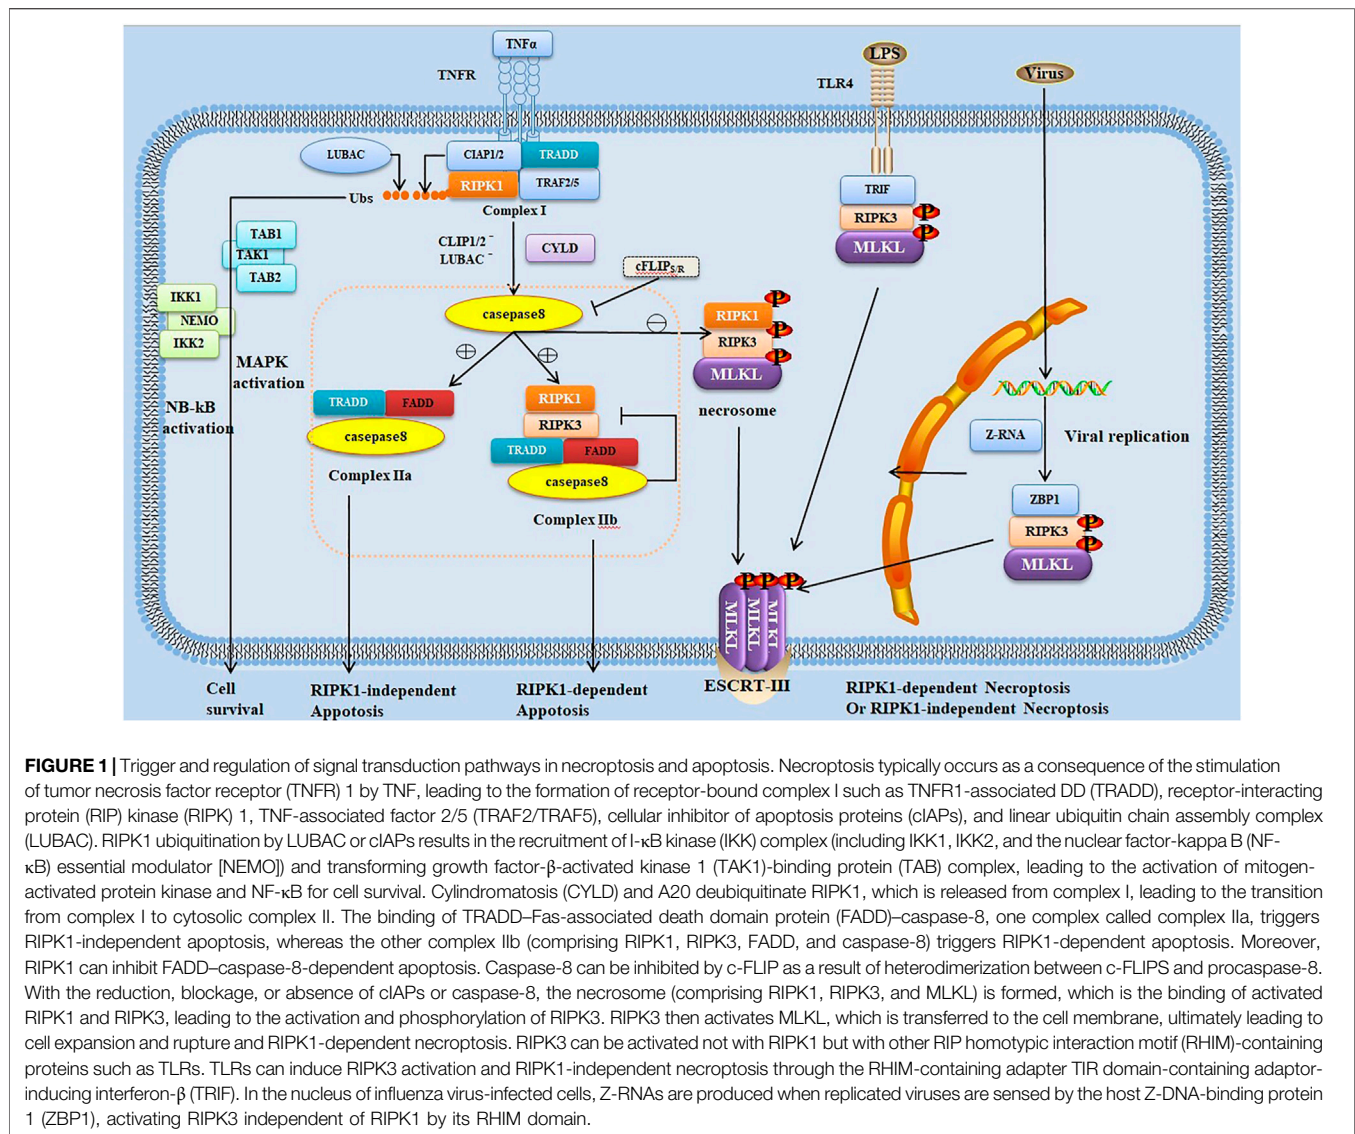 TNFα
TNFR
LPS
TLR4
Virus
LUBAC
CIAP1/2
TRADD
RIPK1
TRAF2/5
Ubs
Complex I
TRIF
RIPK3
P
P
MLKL
TAB1
TAK1
TAB2
CLIP1/2⁻
LUBAC⁻
CYLD
cFLIPS/R
IKK1
NEMO
IKK2
casepase8
RIPK1
P
RIPK3
P
MLKL
P
necrosome
MAPK
activation
NB-kB
activation
TRADD
FADD
casepase8
Complex IIa
RIPK1
RIPK3
TRADD
FADD
casepase8
Complex IIb
Z-RNA
Viral replication
ZBP1
RIPK3
P
P
MLKL
P P P
MLKL
MLKL
MLKT
ESCRT-III
Cell
survival
RIPK1-independent
Appotosis
RIPK1-dependent
Appotosis
RIPK1-dependent Necroptosis
Or RIPK1-independent Necroptosis
FIGURE 1 | Trigger and regulation of signal transduction pathways in necroptosis and apoptosis. Necroptosis typically occurs as a consequence of the stimulation
of tumor necrosis factor receptor (TNFR) 1 by TNF, leading to the formation of receptor-bound complex I such as TNFR1-associated DD (TRADD), receptor-interacting
protein (RIP) kinase (RIPK) 1, TNF-associated factor 2/5 (TRAF2/TRAF5), cellular inhibitor of apoptosis proteins (cIAPs), and linear ubiquitin chain assembly complex
(LUBAC). RIPK1 ubiquitination by LUBAC or cIAPs results in the recruitment of I-κB kinase (IKK) complex (including IKK1, IKK2, and the nuclear factor-kappa B (NF-
κB) essential modulator [NEMO]) and transforming growth factor-β-activated kinase 1 (TAK1)-binding protein (TAB) complex, leading to the activation of mitogen-
activated protein kinase and NF-κB for cell survival. Cylindromatosis (CYLD) and A20 deubiquitinate RIPK1, which is released from complex I, leading to the transition
from complex I to cytosolic complex II. The binding of TRADD–Fas-associated death domain protein (FADD)–caspase-8, one complex called complex IIa, triggers
RIPK1-independent apoptosis, whereas the other complex IIb (comprising RIPK1, RIPK3, FADD, and caspase-8) triggers RIPK1-dependent apoptosis. Moreover,
RIPK1 can inhibit FADD–caspase-8-dependent apoptosis. Caspase-8 can be inhibited by c-FLIP as a result of heterodimerization between c-FLIPS and procaspase-8.
With the reduction, blockage, or absence of cIAPs or caspase-8, the necrosome (comprising RIPK1, RIPK3, and MLKL) is formed, which is the binding of activated
RIPK1 and RIPK3, leading to the activation and phosphorylation of RIPK3. RIPK3 then activates MLKL, which is transferred to the cell membrane, ultimately leading to
cell expansion and rupture and RIPK1-dependent necroptosis. RIPK3 can be activated not with RIPK1 but with other RIP homotypic interaction motif (RHIM)-containing
proteins such as TLRs. TLRs can induce RIPK3 activation and RIPK1-independent necroptosis through the RHIM-containing adapter TIR domain-containing adaptor-
inducing interferon-β (TRIF). In the nucleus of influenza virus-infected cells, Z-RNAs are produced when replicated viruses are sensed by the host Z-DNA-binding protein
1 (ZBP1), activating RIPK3 independent of RIPK1 by its RHIM domain.